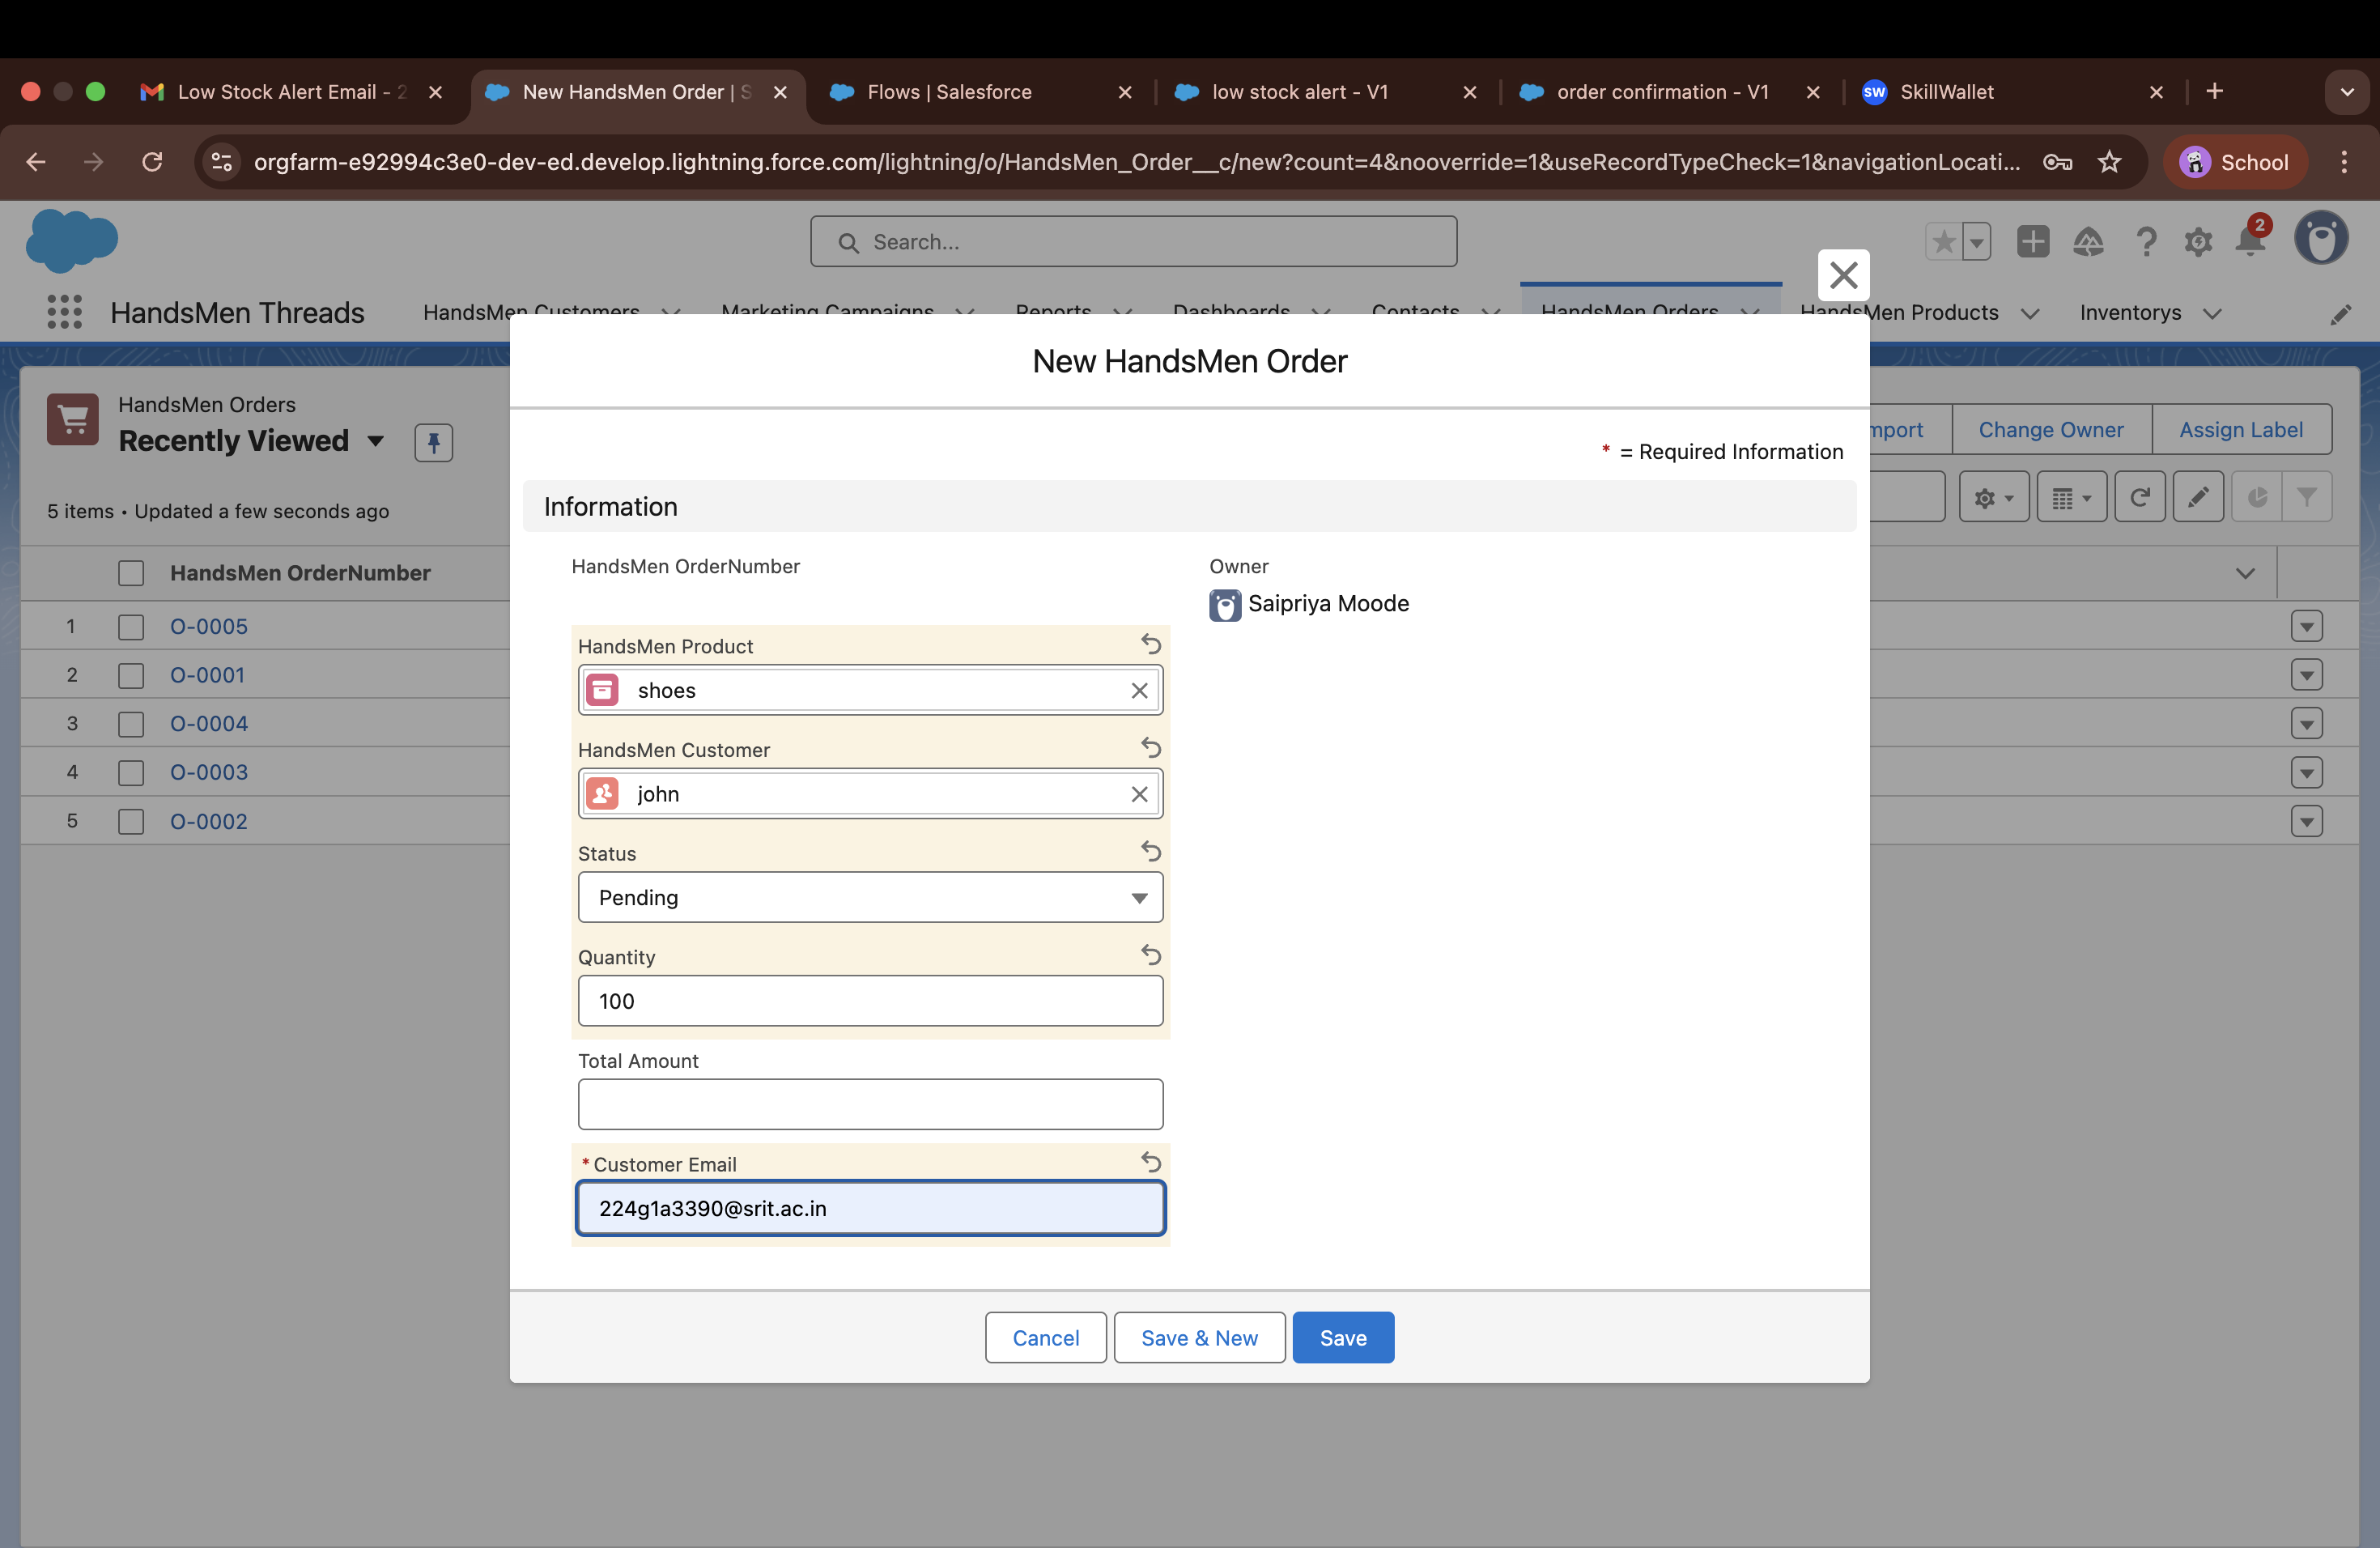 Low Stock Alert Email - 2
New HandsMen Order | S
Flows | Salesforce
low stock alert - V1
order confirmation - V1
SW
SkillWallet
orgfarm-e92994c3e0-dev-ed.develop.lightning.force.com/lightning/o/HandsMen_Order__c/new?count=4&nooverride=1&useRecordTypeCheck=1&navigationLocati...
School
Search...
2
HandsMen Threads
HandsMen Customers
Marketing Campaigns
Reports
Dashboards
Contacts
HandsMen Orders
HandsMen Products
Inventorys
New HandsMen Order
HandsMen Orders
Recently Viewed
mport
Change Owner
Assign Label
* = Required Information
Information
5 items • Updated a few seconds ago
HandsMen OrderNumber
1 O-0005
2 O-0001
3 O-0004
4 O-0003
5 O-0002
HandsMen OrderNumber
Owner
Saipriya Moode
HandsMen Product
shoes
HandsMen Customer
john
Status
Pending
Quantity
100
Total Amount
* Customer Email
224g1a3390@srit.ac.in
Cancel
Save & New
Save